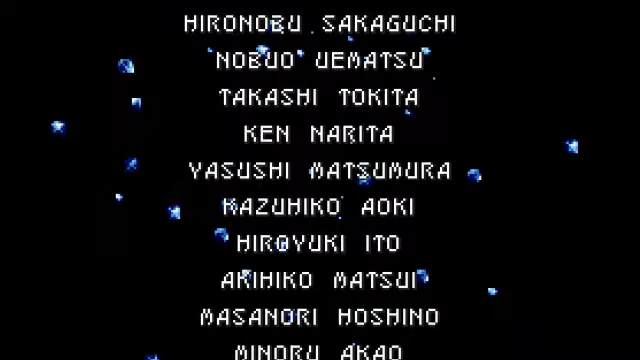 HIRONOBU SAKAGUCHI
NOBUO UEMATSU
TAKASHI TOKITA
KEN NARITA
YASUSHI MATSUMURA
KAZUHIKO AOKI
HIROYUKI ITO
AKIHIKO MATSUI
MASANORI HOSHINO
MINORU AKAO